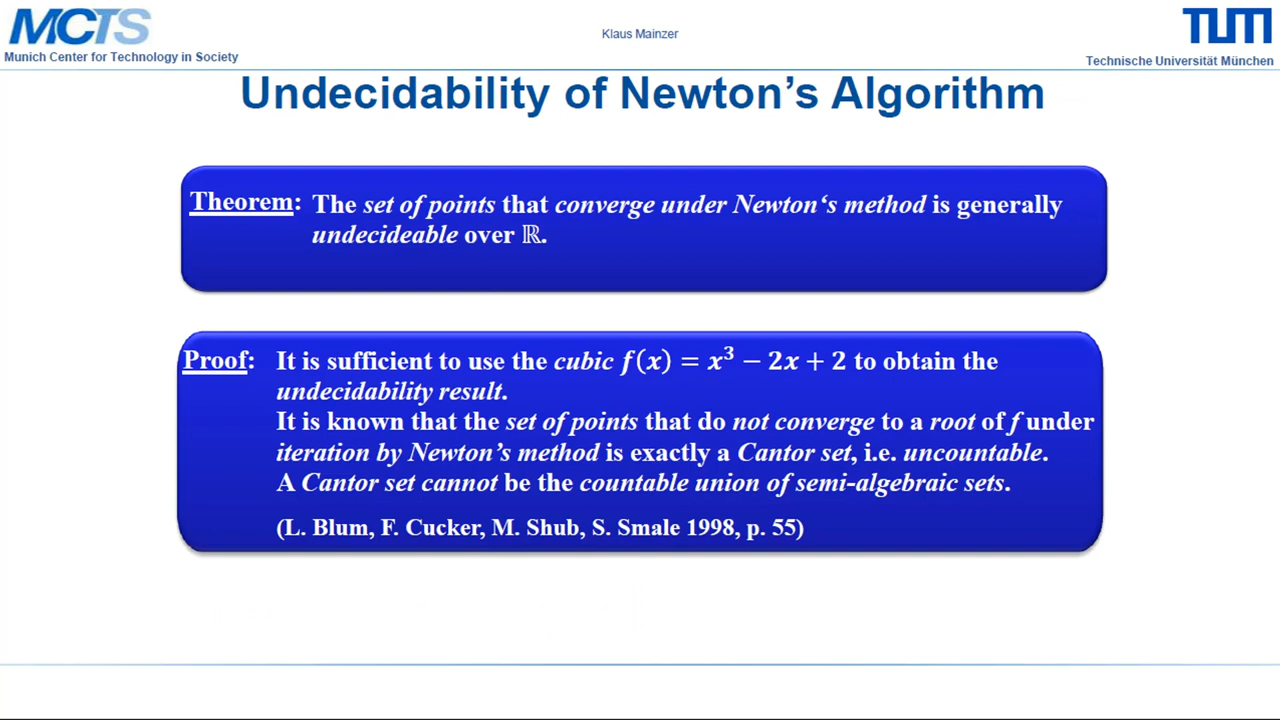 MCTS
Munich Center for Technology in Society
Klaus Mainzer
TUM
Technische Universität München
Undecidability of Newton’s Algorithm
Theorem: The set of points that converge under Newton‘s method is generally
undecideable over ℝ.
Proof: It is sufficient to use the cubic f(x) = x³ − 2x + 2 to obtain the
undecidability result.
It is known that the set of points that do not converge to a root of f under
iteration by Newton’s method is exactly a Cantor set, i.e. uncountable.
A Cantor set cannot be the countable union of semi-algebraic sets.
(L. Blum, F. Cucker, M. Shub, S. Smale 1998, p. 55)